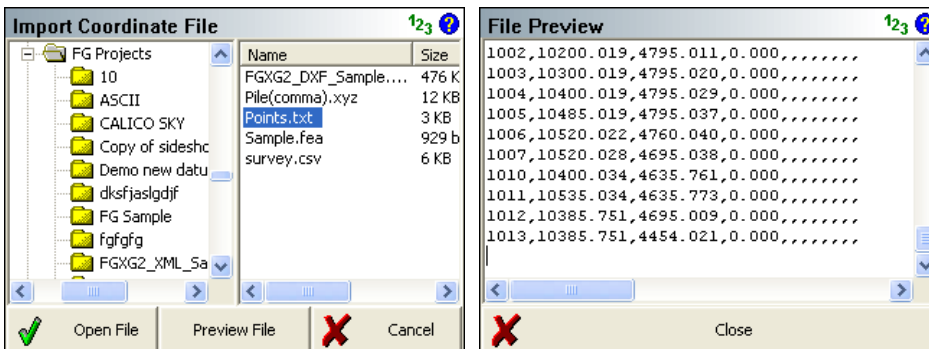 Import Coordinate File
1 2 3 ?
FG Projects
10
ASCII
CALICO SKY
Copy of sidesho
Demo new datu
dksfjaslgdjf
FG Sample
fgfgfg
FGXG2_XML_Sa
Name Size
FGXG2_DXF_Sample.... 476 K
Pile(comma).xyz 12 KB
Points.txt 3 KB
Sample.fea 929 b
survey.csv 6 KB
Open File Preview File Cancel
File Preview
1 2 3 ?
1002,10200.019,4795.011,0.000,,,,,,,,
1003,10300.019,4795.020,0.000,,,,,,,,
1004,10400.019,4795.029,0.000,,,,,,,,
1005,10485.019,4795.037,0.000,,,,,,,,
1006,10520.022,4760.040,0.000,,,,,,,,
1007,10520.028,4695.038,0.000,,,,,,,,
1010,10400.034,4635.761,0.000,,,,,,,,
1011,10535.034,4635.773,0.000,,,,,,,,
1012,10385.751,4695.009,0.000,,,,,,,,
1013,10385.751,4454.021,0.000,,,,,,,,
Close